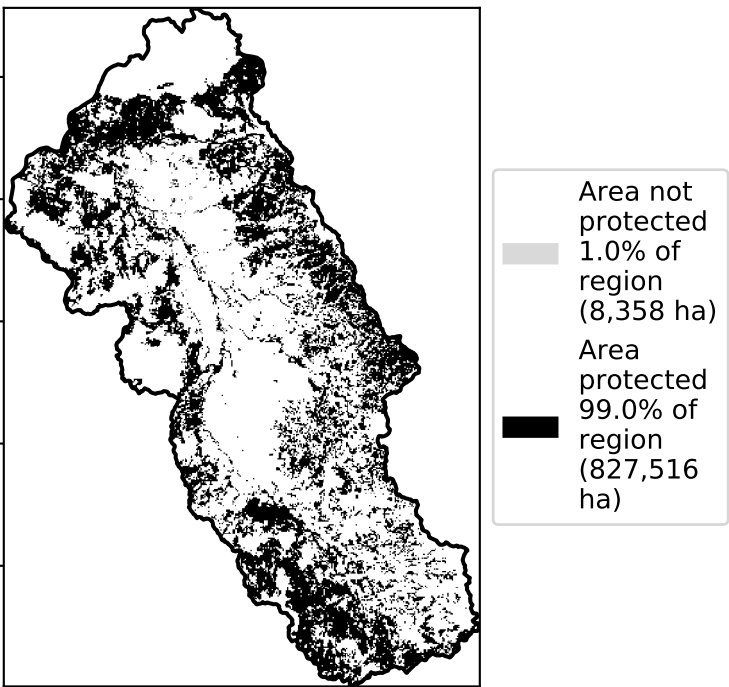 Area not
protected
1.0% of
region
(8,358 ha)
Area
protected
99.0% of
region
(827,516
ha)